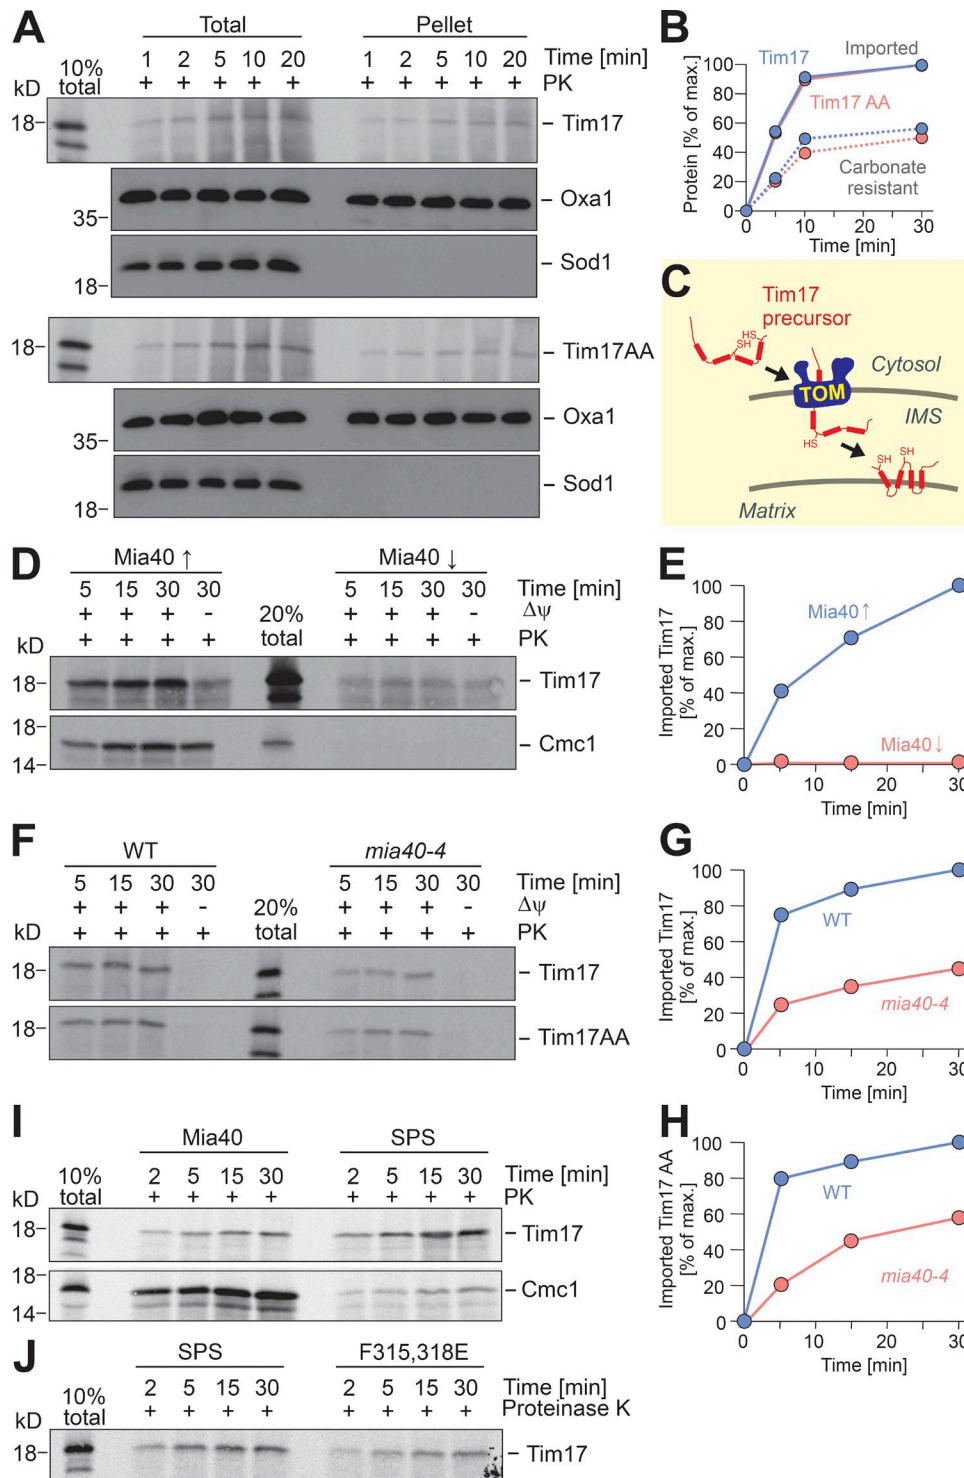 A
Total Pellet
1 2 5 10 20 1 2 5 10 20 Time [min]
10% total + + + + + + + + + + PK
kD
18– – Tim17
– Oxa1
35–
– Sod1
18–
18– – Tim17AA
– Oxa1
35–
– Sod1
18–
B
Tim17 Imported
Tim17 AA
Carbonate resistant
Protein [% of max.]
100
80
60
40
20
0
0 10 20 30
Time [min]
C
Tim17 precursor
HS
SH
Cytosol
TOM
IMS
HS
SH SH
Matrix
D
Mia40 ↑ Mia40 ↓
5 15 30 30 5 15 30 30 Time [min]
+ + + - 20% total + + + - Δψ
+ + + + + + + + PK
kD
18– – Tim17
18–
– Cmc1
14–
E
Imported Tim17 [% of max.]
100
80
60
40
20
0
Mia40↑
Mia40↓
0 10 20 30
Time [min]
F
WT mia40-4
5 15 30 30 5 15 30 30 Time [min]
+ + + - 20% total + + + - Δψ
kD + + + + + + + + PK
18– – Tim17
18– – Tim17AA
G
Imported Tim17 [% of max.]
100
80
60
40
20
0
WT
mia40-4
0 10 20 30
Time [min]
H
Imported Tim17 AA [% of max.]
100
80
60
40
20
0
WT
mia40-4
0 10 20 30
Time [min]
I
Mia40 SPS
2 5 15 30 2 5 15 30 Time [min]
10% total + + + + + + + + PK
kD
18– – Tim17
18–
– Cmc1
14–
J
SPS F315,318E
2 5 15 30 2 5 15 30 Time [min]
10% total + + + + + + + + Proteinase K
kD
18– – Tim17